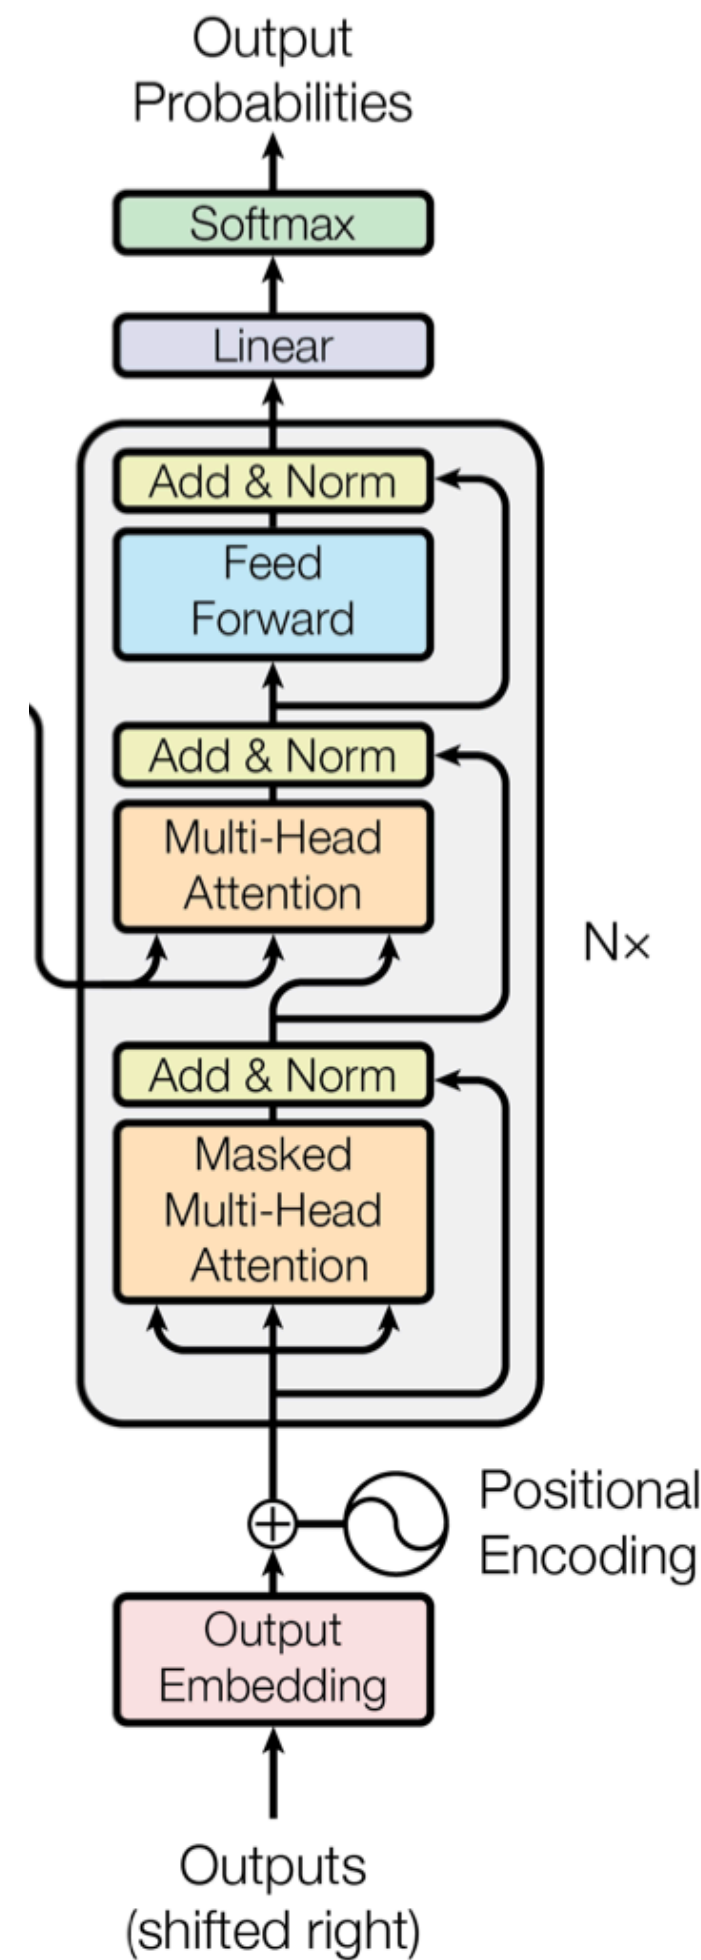 Output
Probabilities
Softmax
Linear
Add & Norm
Feed
Forward
Add & Norm
Multi-Head
Attention
N×
Add & Norm
Masked
Multi-Head
Attention
Positional
Encoding
Output
Embedding
Outputs
(shifted right)